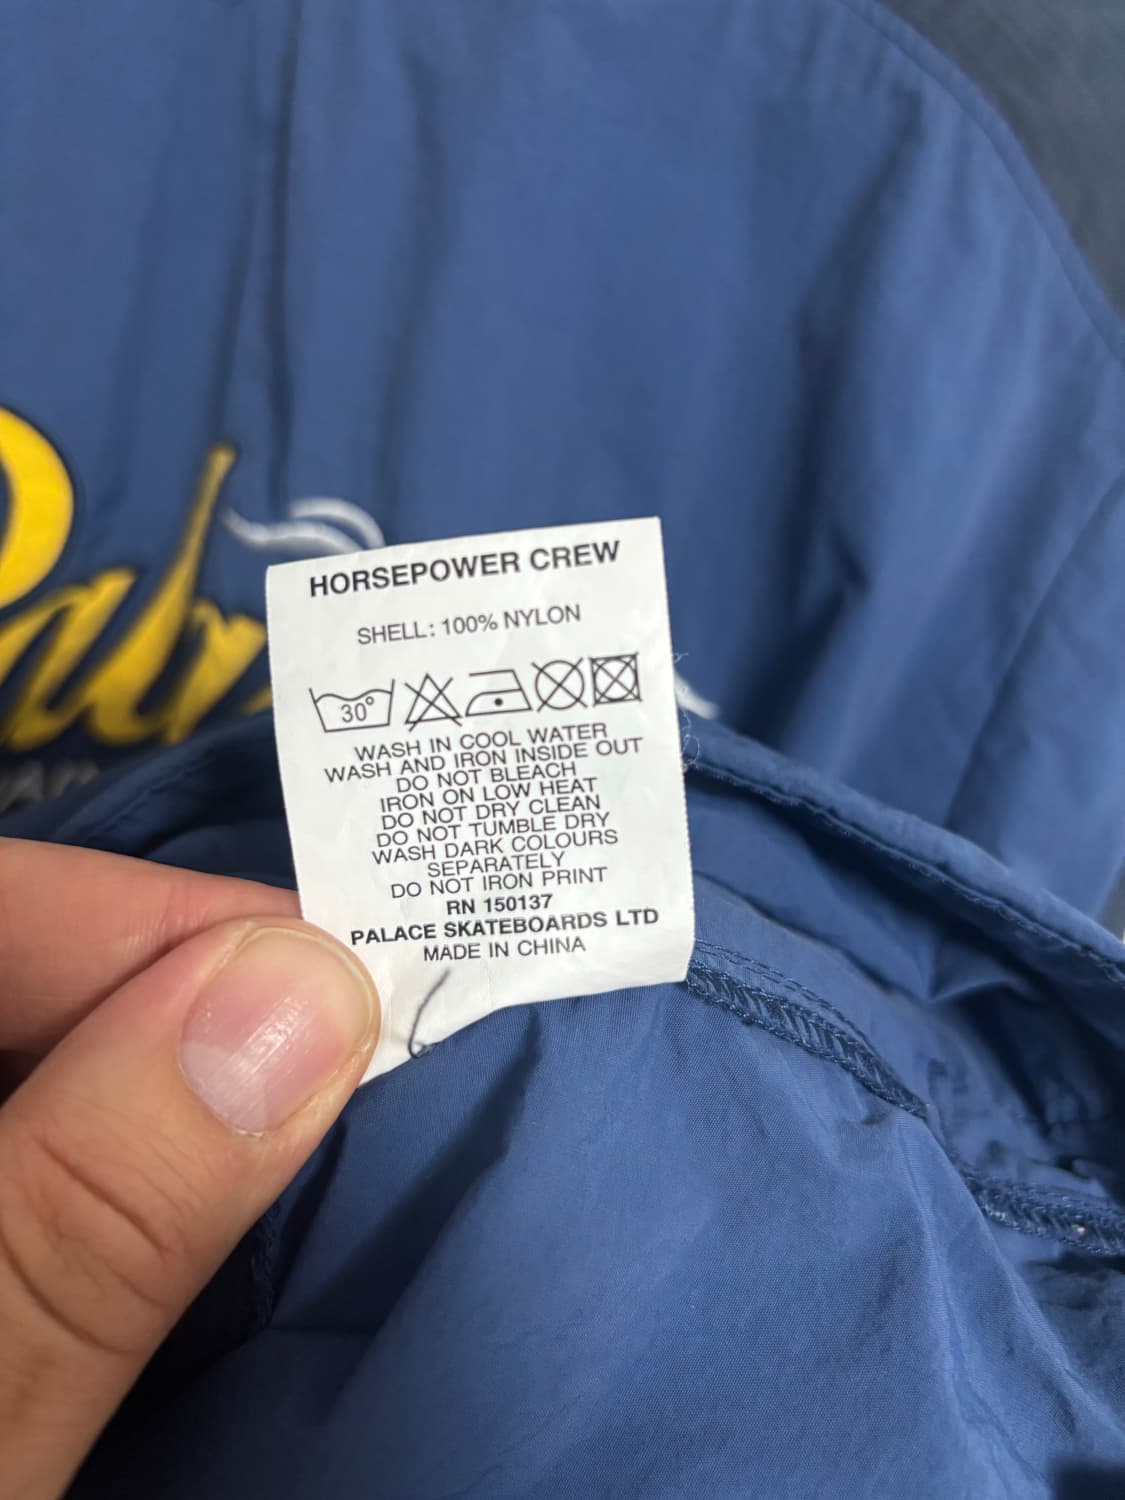 HORSEPOWER CREW
SHELL: 100% NYLON
30°
WASH IN COOL WATER
WASH AND IRON INSIDE OUT
DO NOT BLEACH
IRON ON LOW HEAT
DO NOT DRY CLEAN
DO NOT TUMBLE DRY
WASH DARK COLOURS
SEPARATELY
DO NOT IRON PRINT
RN 150137
PALACE SKATEBOARDS LTD
MADE IN CHINA